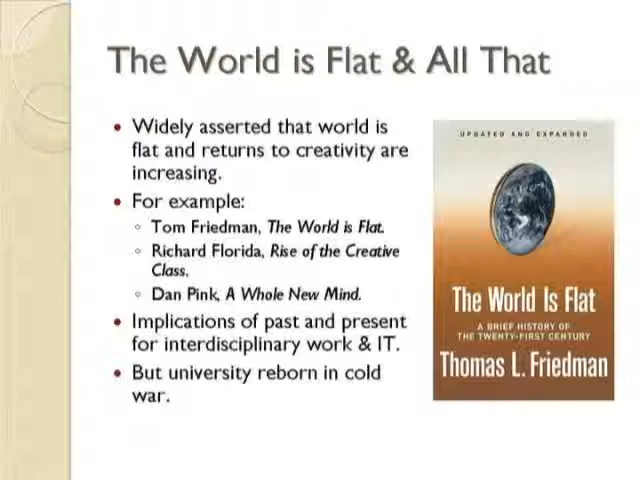 The World is Flat & All That
Widely asserted that world is
flat and returns to creativity are
increasing.
For example:
Tom Friedman, The World is Flat.
Richard Florida, Rise of the Creative
Class.
Dan Pink, A Whole New Mind.
Implications of past and present
for interdisciplinary work & IT.
But university reborn in cold
war.
UPDATED AND EXPANDED
The World Is Flat
A BRIEF HISTORY OF
THE TWENTY-FIRST CENTURY
Thomas L. Friedman